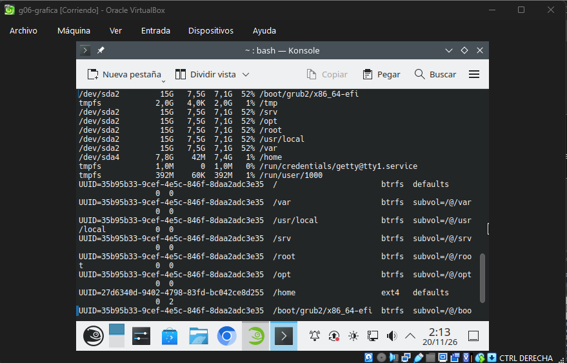 g06-grafica [Corriendo] - Oracle VirtualBox
Archivo Máquina Ver Entrada Dispositivos Ayuda
~ : bash — Konsole
Nueva pestaña Dividir vista Copiar Pegar Buscar
/dev/sda2 15G 7,5G 7,1G 52% /boot/grub2/x86_64-efi
tmpfs 2,0G 4,0K 2,0G 1% /tmp
/dev/sda2 15G 7,5G 7,1G 52% /srv
/dev/sda2 15G 7,5G 7,1G 52% /opt
/dev/sda2 15G 7,5G 7,1G 52% /root
/dev/sda2 15G 7,5G 7,1G 52% /usr/local
/dev/sda2 15G 7,5G 7,1G 52% /var
/dev/sda4 7,8G 42M 7,4G 1% /home
tmpfs 1,0M 0 1,0M 0% /run/credentials/getty@tty1.service
tmpfs 392M 60K 392M 1% /run/user/1000
UUID=35b95b33-9cef-4e5c-846f-8daa2adc3e35 / btrfs defaults
0 0
UUID=35b95b33-9cef-4e5c-846f-8daa2adc3e35 /var btrfs subvol=/@/var
0 0
UUID=35b95b33-9cef-4e5c-846f-8daa2adc3e35 /usr/local btrfs subvol=/@/usr
/local 0 0
UUID=35b95b33-9cef-4e5c-846f-8daa2adc3e35 /srv btrfs subvol=/@/srv
0 0
UUID=35b95b33-9cef-4e5c-846f-8daa2adc3e35 /root btrfs subvol=/@/roo
t 0 0
UUID=35b95b33-9cef-4e5c-846f-8daa2adc3e35 /opt btrfs subvol=/@/opt
0 0
UUID=27d6340d-9402-4798-83fd-bc042ce8d255 /home ext4 defaults
0 2
UUID=35b95b33-9cef-4e5c-846f-8daa2adc3e35 /boot/grub2/x86_64-efi btrfs subvol=/@/boo
2:13
20/11/26
CTRL DERECHA